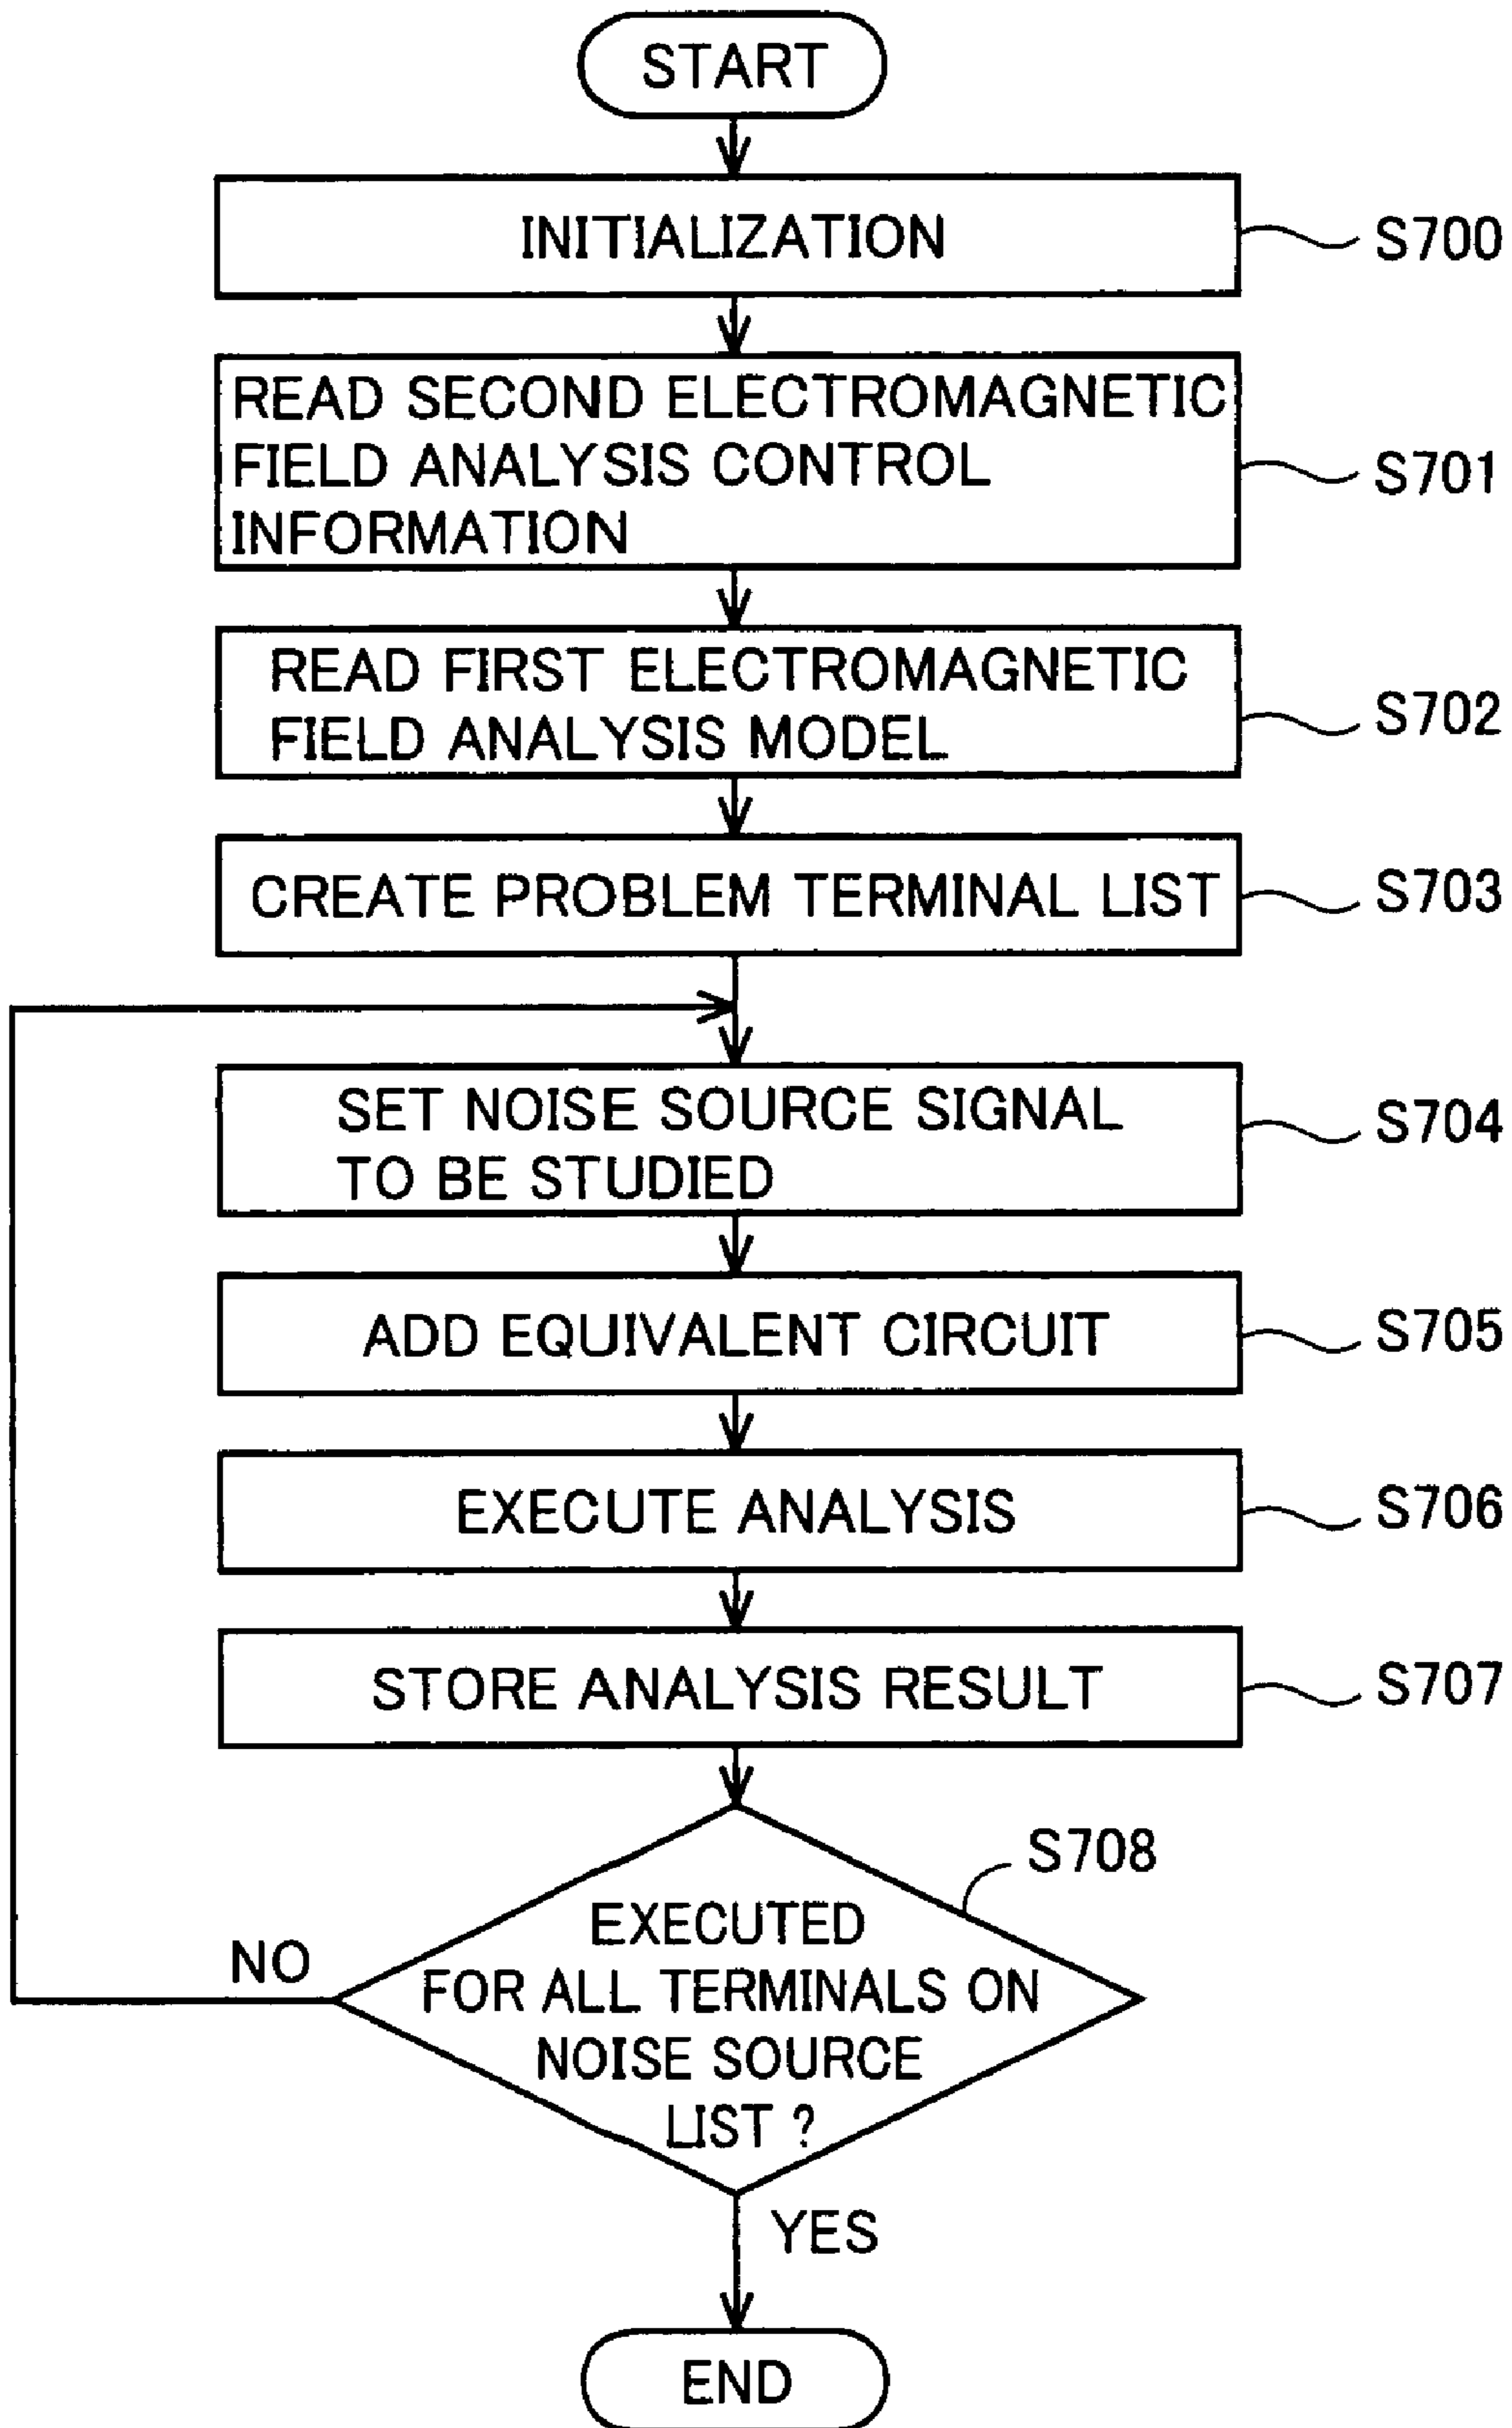 START
INITIALIZATION
S700
READ SECOND ELECTROMAGNETIC
FIELD ANALYSIS CONTROL
INFORMATION
S701
READ FIRST ELECTROMAGNETIC
FIELD ANALYSIS MODEL
S702
CREATE PROBLEM TERMINAL LIST
S703
SET NOISE SOURCE SIGNAL
TO BE STUDIED
S704
ADD EQUIVALENT CIRCUIT
S705
EXECUTE ANALYSIS
S706
STORE ANALYSIS RESULT
S707
S708
EXECUTED
FOR ALL TERMINALS ON
NOISE SOURCE
LIST ?
NO
YES
END